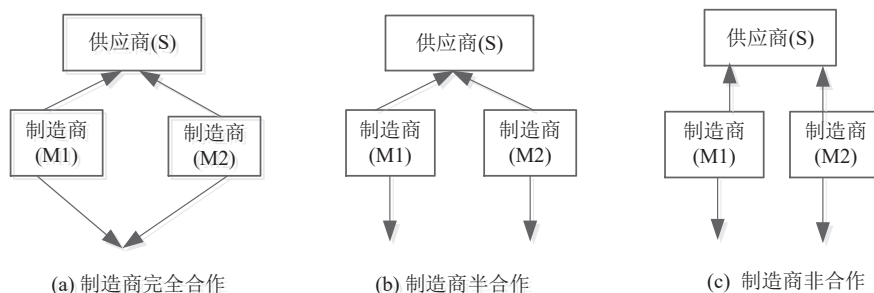 供应商(S)
制造商
(M1)
制造商
(M2)
(a) 制造商完全合作
供应商(S)
制造商
(M1)
制造商
(M2)
(b) 制造商半合作
供应商(S)
制造商
(M1)
制造商
(M2)
(c) 制造商非合作